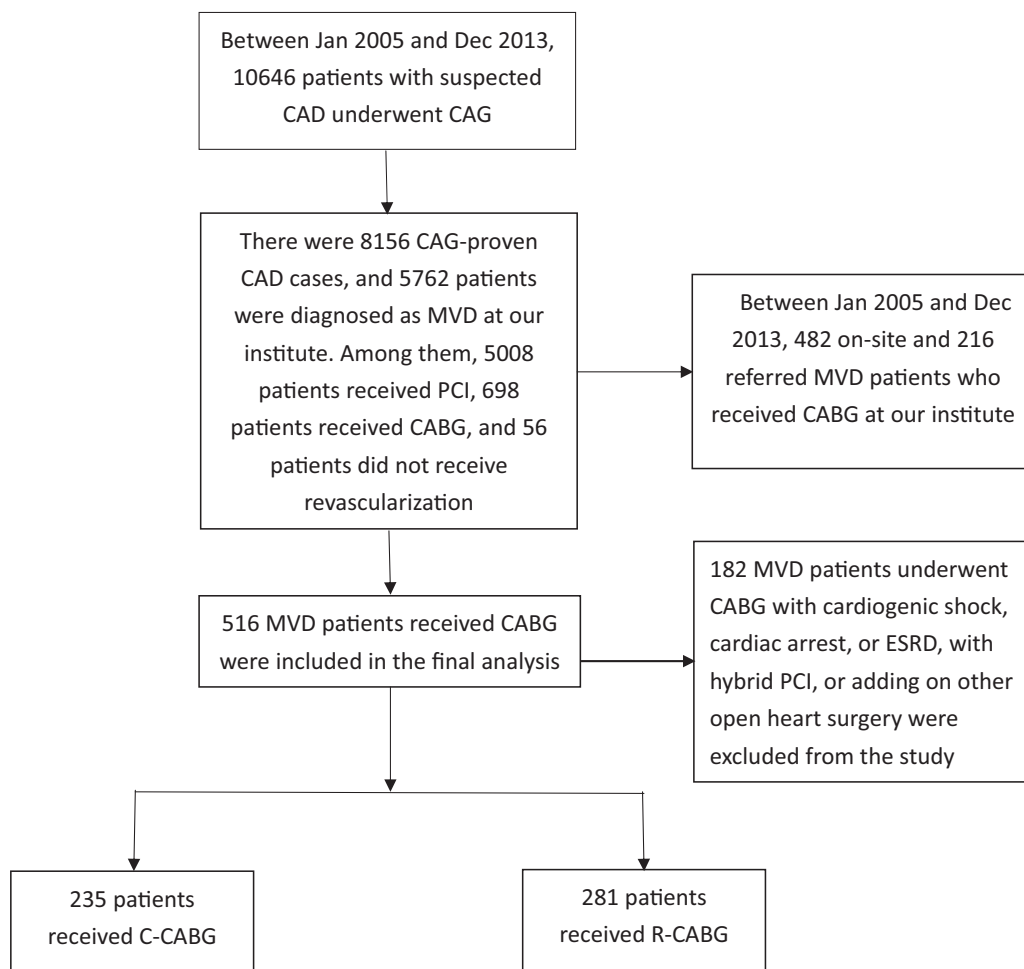 Between Jan 2005 and Dec 2013,
10646 patients with suspected
CAD underwent CAG
There were 8156 CAG-proven
CAD cases, and 5762 patients
were diagnosed as MVD at our
institute. Among them, 5008
patients received PCI, 698
patients received CABG, and 56
patients did not receive
revascularization
Between Jan 2005 and Dec
2013, 482 on-site and 216
referred MVD patients who
received CABG at our institute
516 MVD patients received CABG
were included in the final analysis
182 MVD patients underwent
CABG with cardiogenic shock,
cardiac arrest, or ESRD, with
hybrid PCI, or adding on other
open heart surgery were
excluded from the study
235 patients
received C-CABG
281 patients
received R-CABG